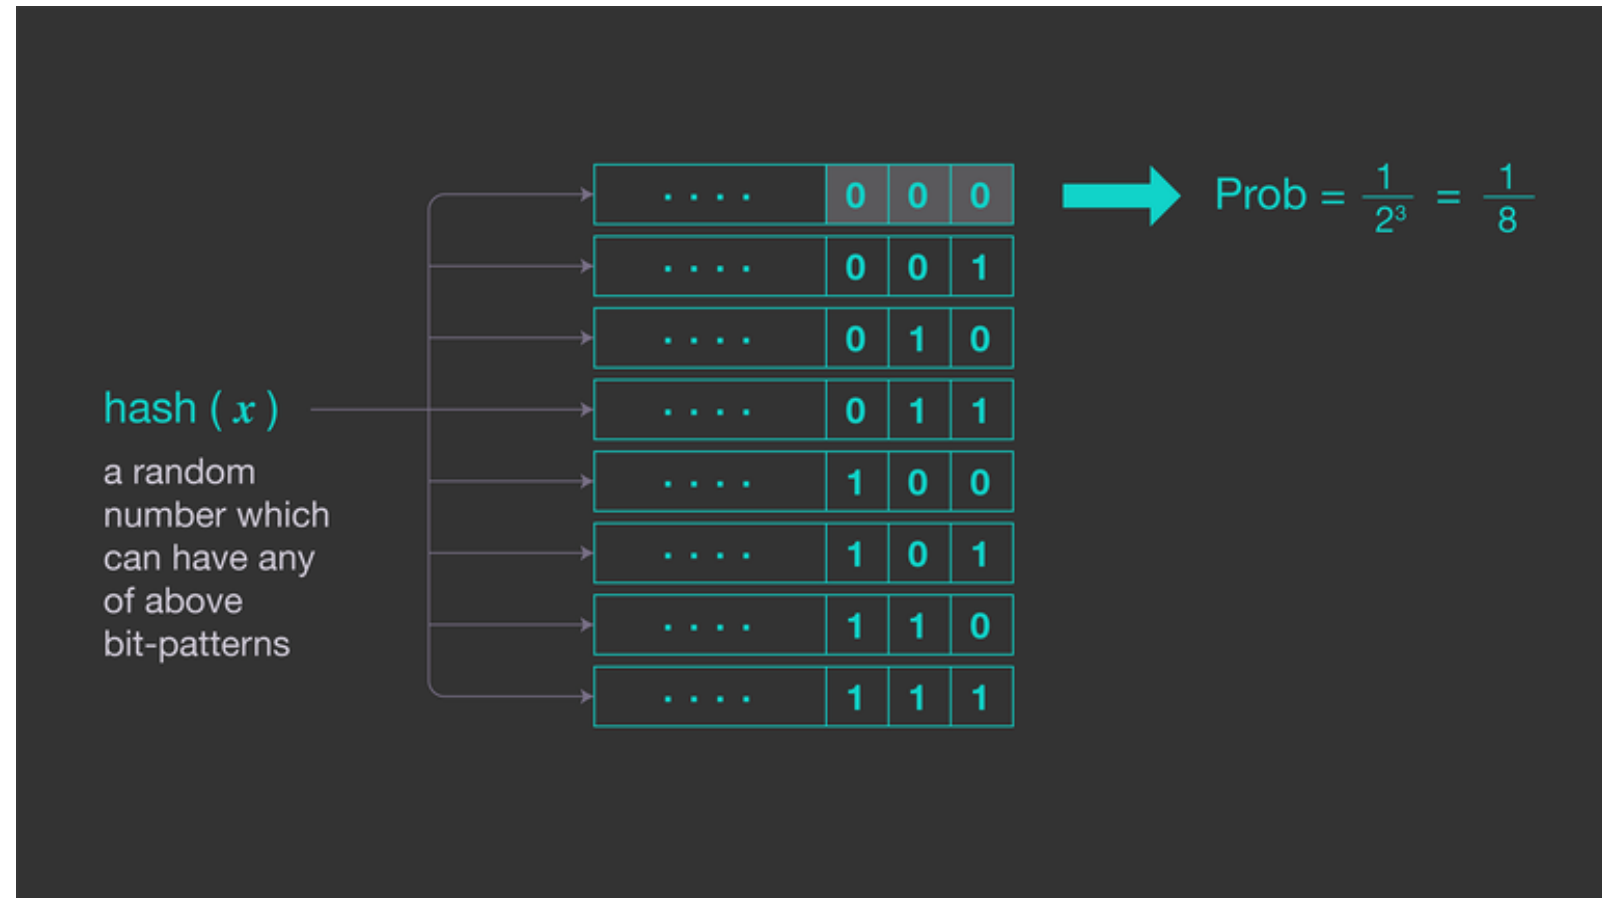 . . . . 0 0 0 Prob = 1/2³ = 1/8
. . . . 0 0 1
. . . . 0 1 0
. . . . 0 1 1
hash ( x )
a random
number which
can have any
of above
bit-patterns
. . . . 1 0 0
. . . . 1 0 1
. . . . 1 1 0
. . . . 1 1 1